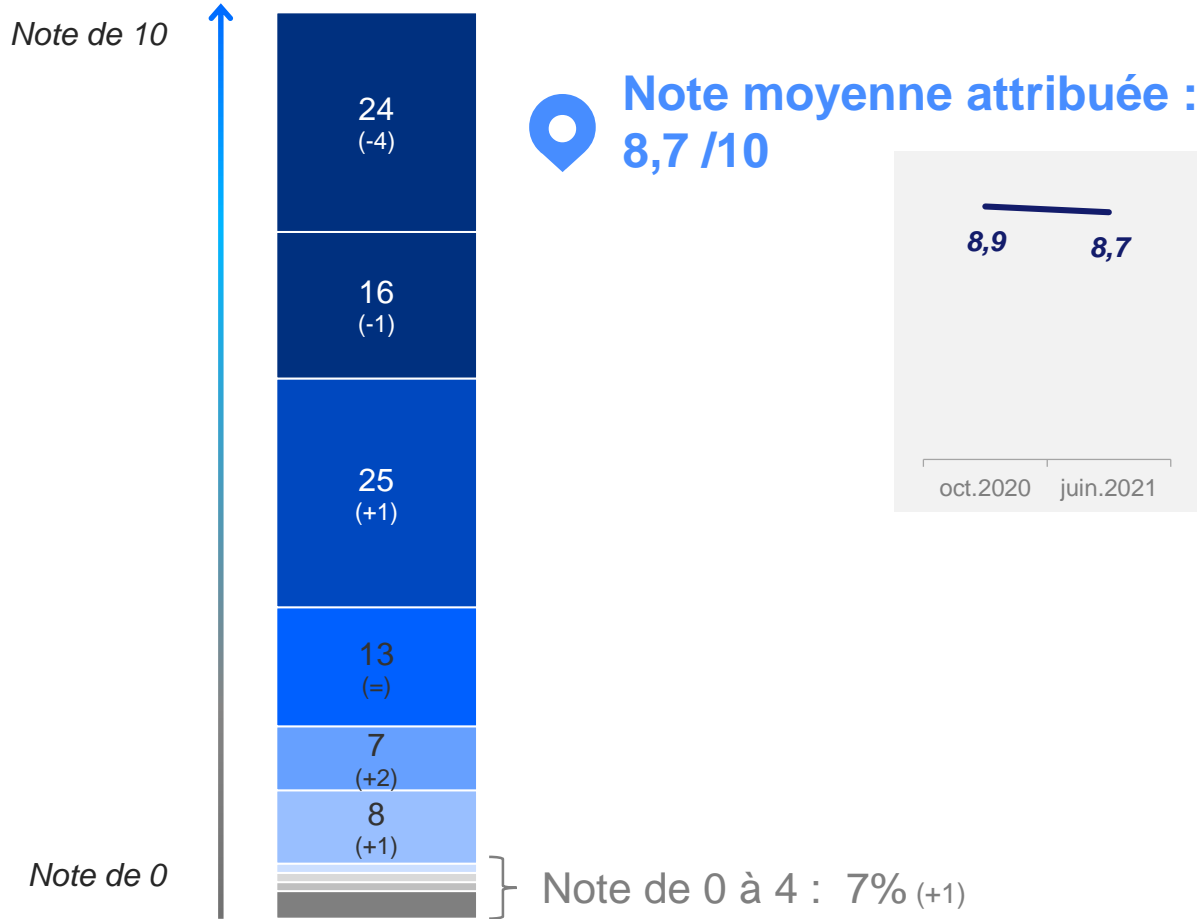 Note de 10
24
(-4)
Note moyenne attribuée :
8,7 /10
8,9
8,7
16
(-1)
25
(+1)
oct.2020
juin.2021
13
(=)
7
(+2)
8
(+1)
Note de 0
Note de 0 à 4 : 7% (+1)